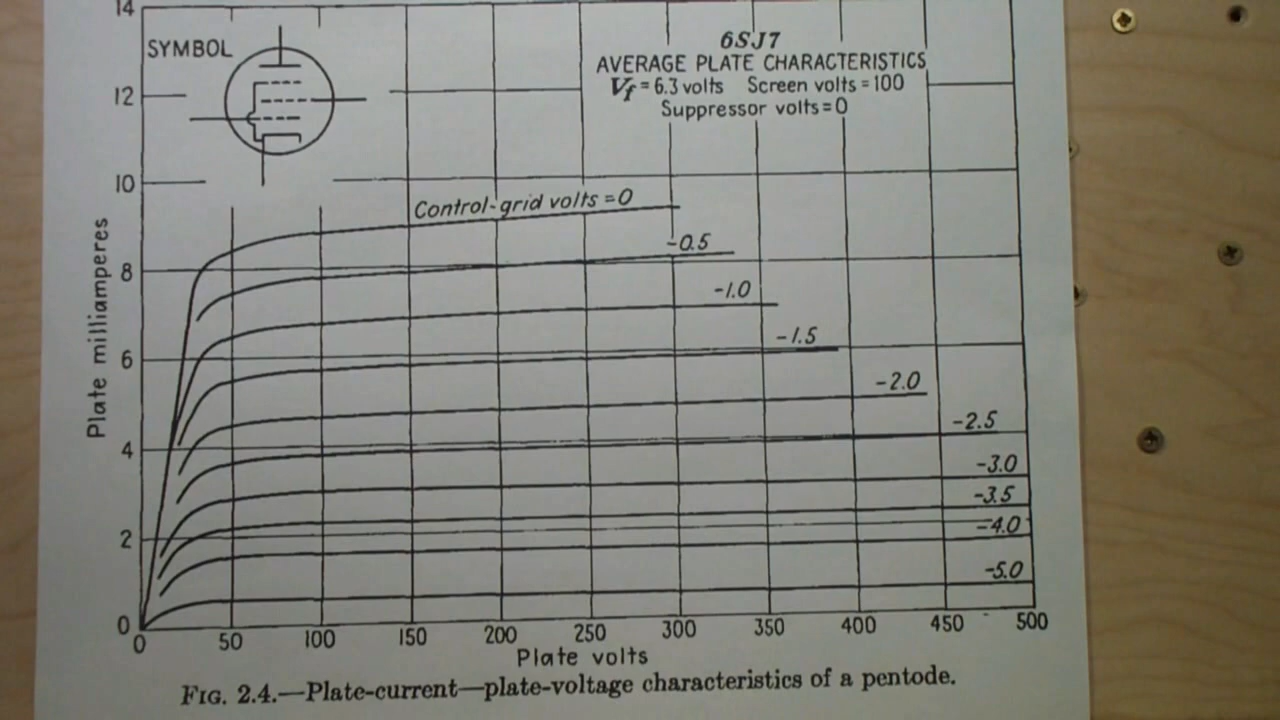 14
SYMBOL
6SJ7
AVERAGE PLATE CHARACTERISTICS
Vf = 6.3 volts Screen volts = 100
Suppressor volts = 0
12
10
Control-grid volts = 0
-0.5
8
-1.0
-1.5
6
-2.0
-2.5
4
-3.0
-3.5
-4.0
2
-5.0
0
Plate milliamperes
0 50 100 150 200 250 300 350 400 450 500
Plate volts
FIG. 2.4.—Plate-current—plate-voltage characteristics of a pentode.